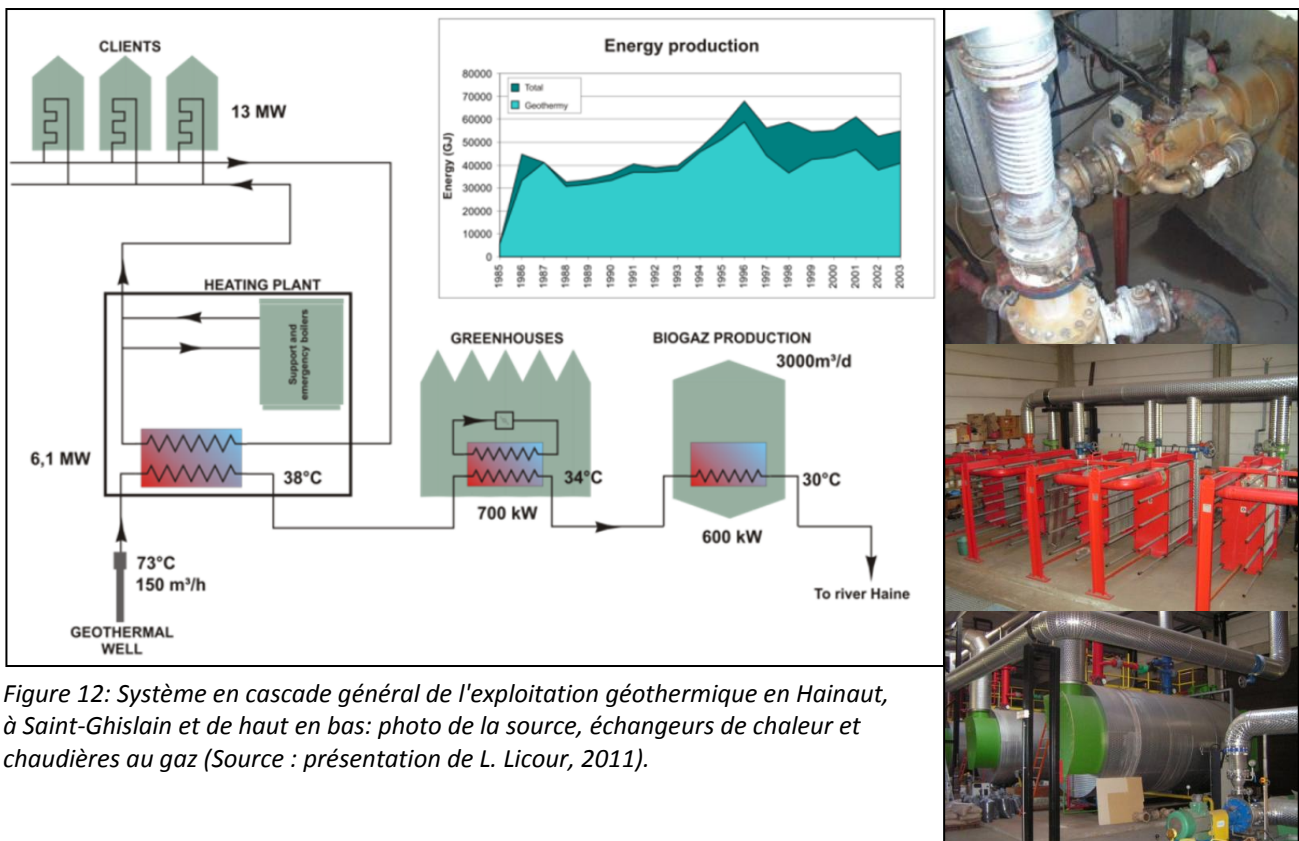 CLIENTS
13 MW
Energy production
Total
Geothermy
Energy (GJ)
80000
70000
60000
50000
40000
30000
20000
10000
0
1985
1986
1987
1988
1989
1990
1991
1992
1993
1994
1995
1996
1997
1998
1999
2000
2001
2002
2003
HEATING PLANT
Support and
emergency boilers
6,1 MW
38°C
73°C
150 m³/h
GEOTHERMAL
WELL
GREENHOUSES
34°C
700 kW
BIOGAZ PRODUCTION
3000m³/d
30°C
600 kW
To river Haine
Figure 12: Système en cascade général de l'exploitation géothermique en Hainaut,
à Saint-Ghislain et de haut en bas: photo de la source, échangeurs de chaleur et
chaudières au gaz (Source : présentation de L. Licour, 2011).